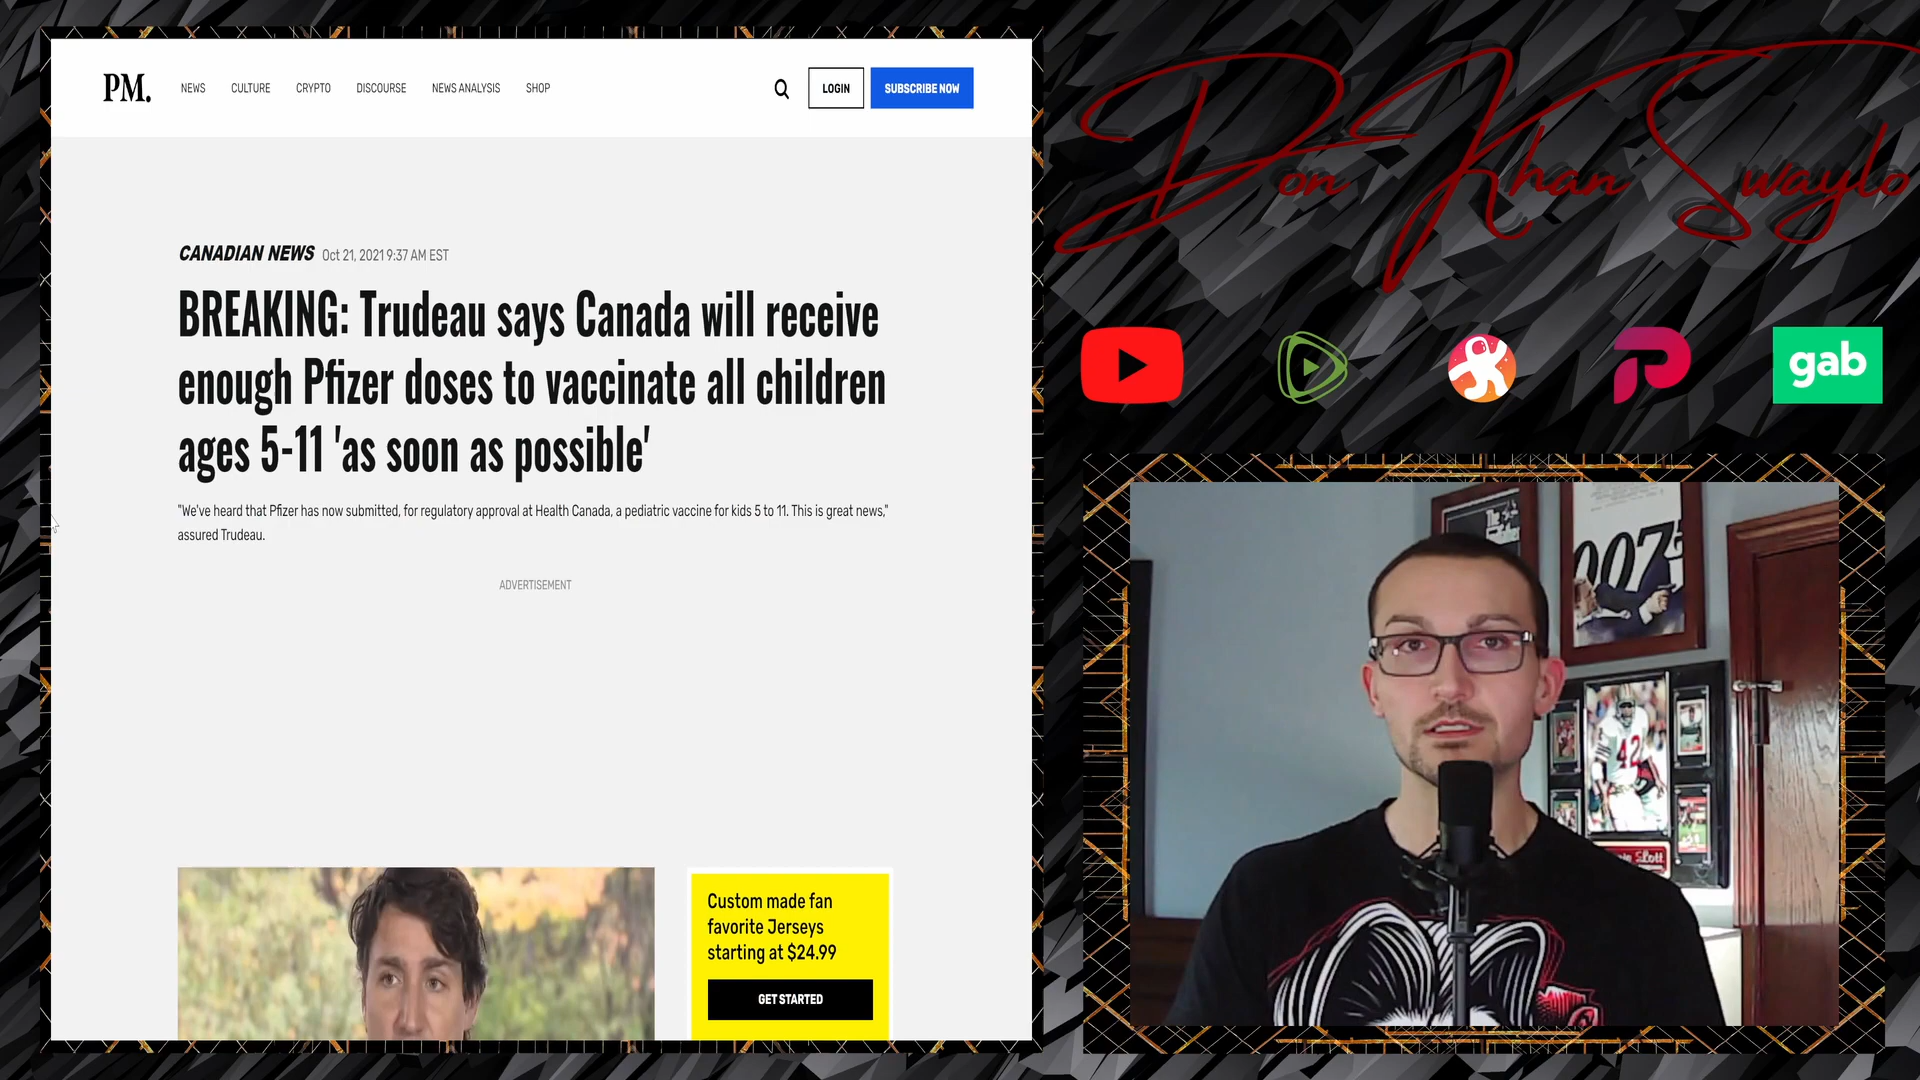 PM.
NEWS CULTURE CRYPTO DISCOURSE NEWS ANALYSIS SHOP
LOGIN
SUBSCRIBE NOW
CANADIAN NEWS Oct 21, 2021 9:37 AM EST
BREAKING: Trudeau says Canada will receive
enough Pfizer doses to vaccinate all children
ages 5-11 'as soon as possible'
"We've heard that Pfizer has now submitted, for regulatory approval at Health Canada, a pediatric vaccine for kids 5 to 11. This is great news,"
assured Trudeau.
ADVERTISEMENT
Custom made fan
favorite Jerseys
starting at $24.99
GET STARTED
Don Khan Swaylo
gab
007
42